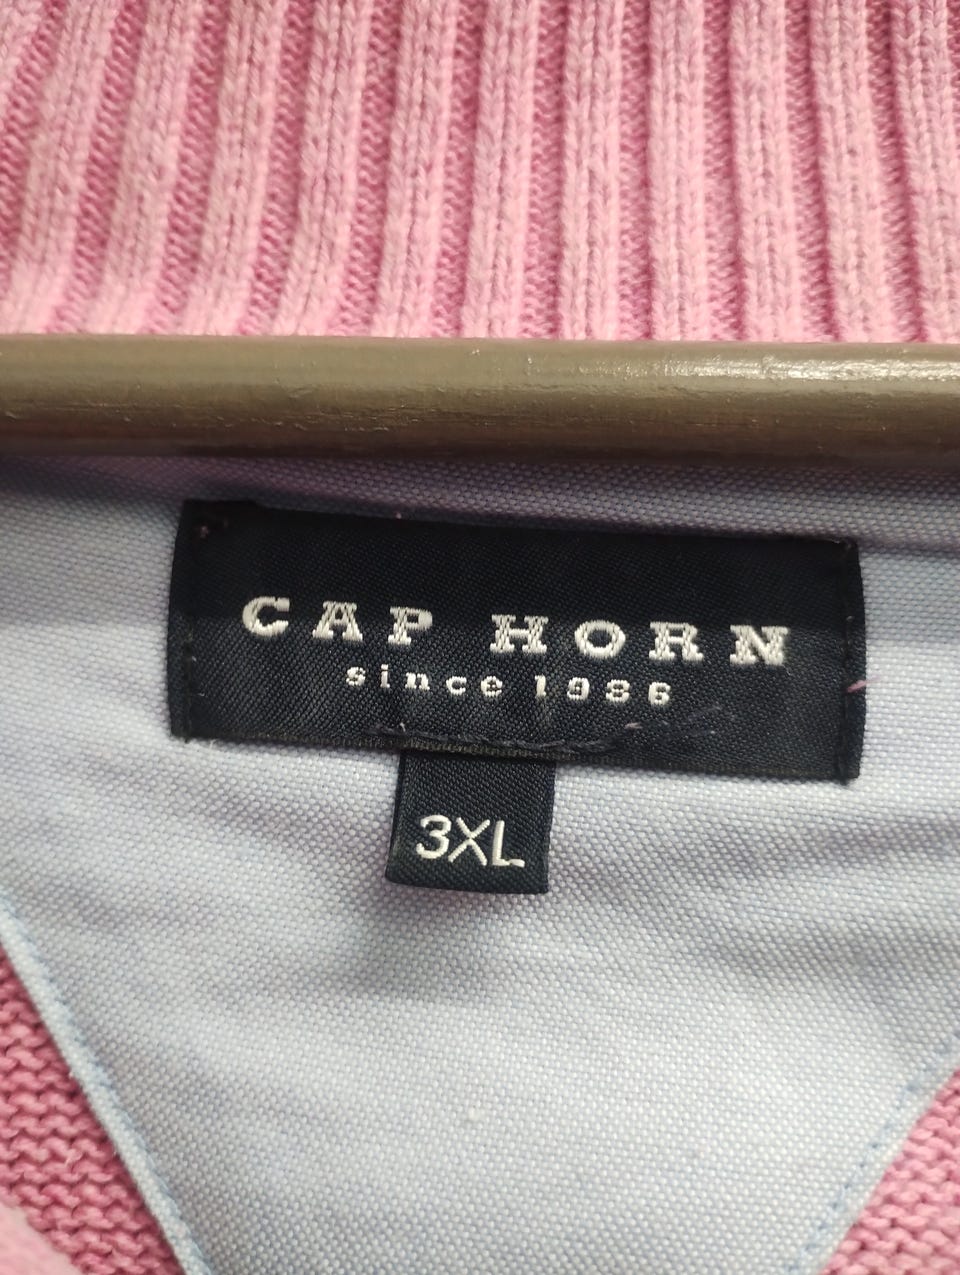 CAP HORN
since 1986
3XL